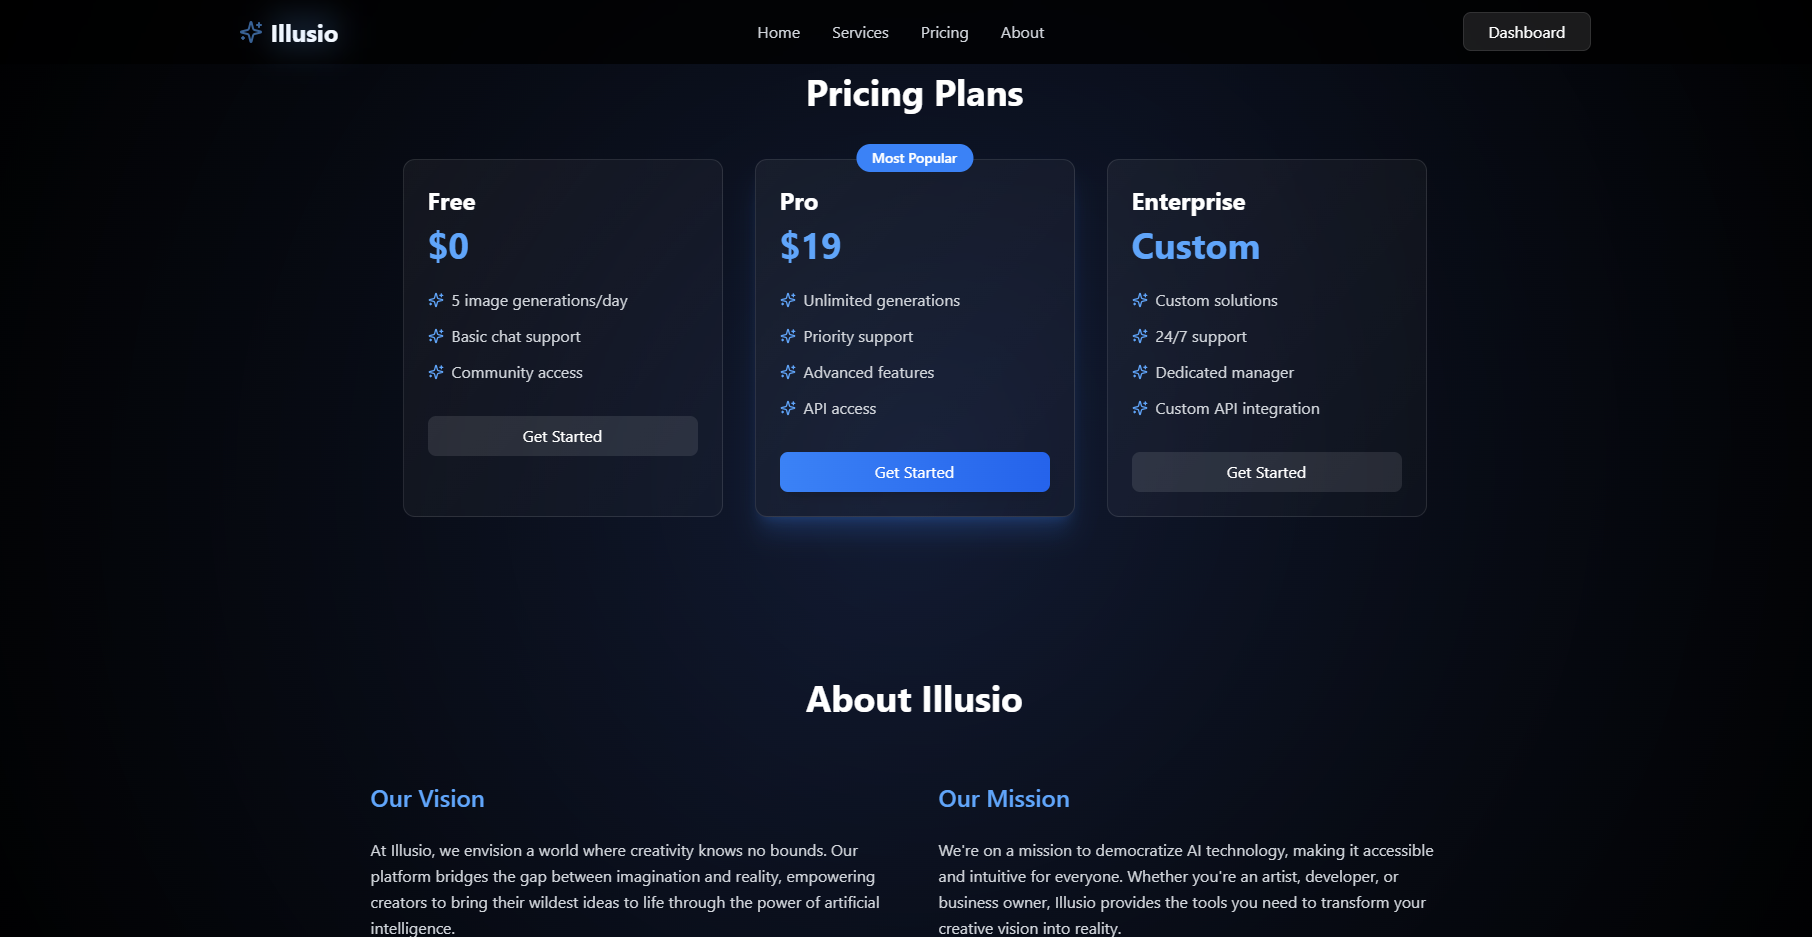 Illusio
Home
Services
Pricing
About
Dashboard
Pricing Plans
Free
$0
5 image generations/day
Basic chat support
Community access
Get Started
Most Popular
Pro
$19
Unlimited generations
Priority support
Advanced features
API access
Get Started
Enterprise
Custom
Custom solutions
24/7 support
Dedicated manager
Custom API integration
Get Started
About Illusio
Our Vision
At Illusio, we envision a world where creativity knows no bounds. Our
platform bridges the gap between imagination and reality, empowering
creators to bring their wildest ideas to life through the power of artificial
intelligence.
Our Mission
We're on a mission to democratize AI technology, making it accessible
and intuitive for everyone. Whether you're an artist, developer, or
business owner, Illusio provides the tools you need to transform your
creative vision into reality.